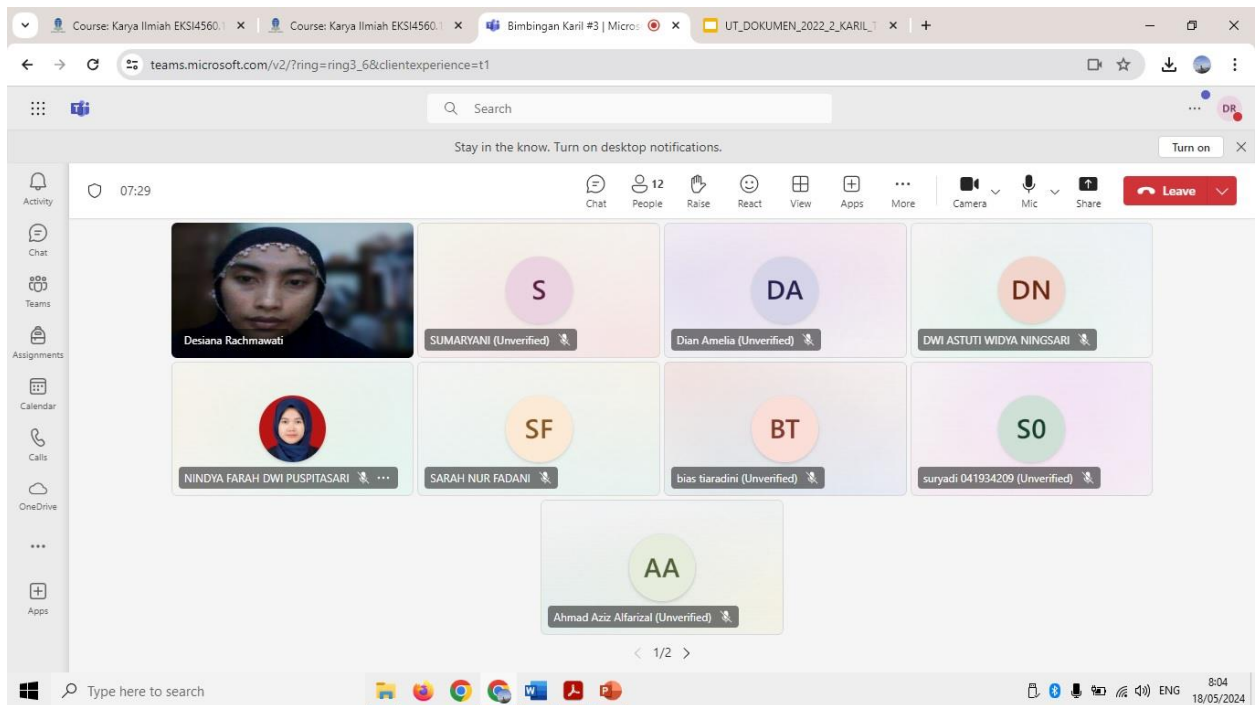 Course: Karya Ilmiah EKSI4560.1
Course: Karya Ilmiah EKSI4560.1
Bimbingan Karil #3 | Micros
UT_DOKUMEN_2022_2_KARIL_T
teams.microsoft.com/v2/?ring=ring3_6&clientexperience=t1
Search
DR
Stay in the know. Turn on desktop notifications.
Turn on
Activity
Chat
Teams
Assignments
Calendar
Calls
OneDrive
Apps
07:29
Chat
12
People
Raise
React
View
Apps
More
Camera
Mic
Share
Leave
Desiana Rachmawati
S
SUMARYANI (Unverified)
DA
Dian Amelia (Unverified)
DN
DWI ASTUTI WIDYA NINGSARI
NINDYA FARAH DWI PUSPITASARI
SF
SARAH NUR FADANI
BT
bias tiaradini (Unverified)
S0
suryadi 041934209 (Unverified)
AA
Ahmad Aziz Alfarizal (Unverified)
1/2
Type here to search
ENG
8:04
18/05/2024